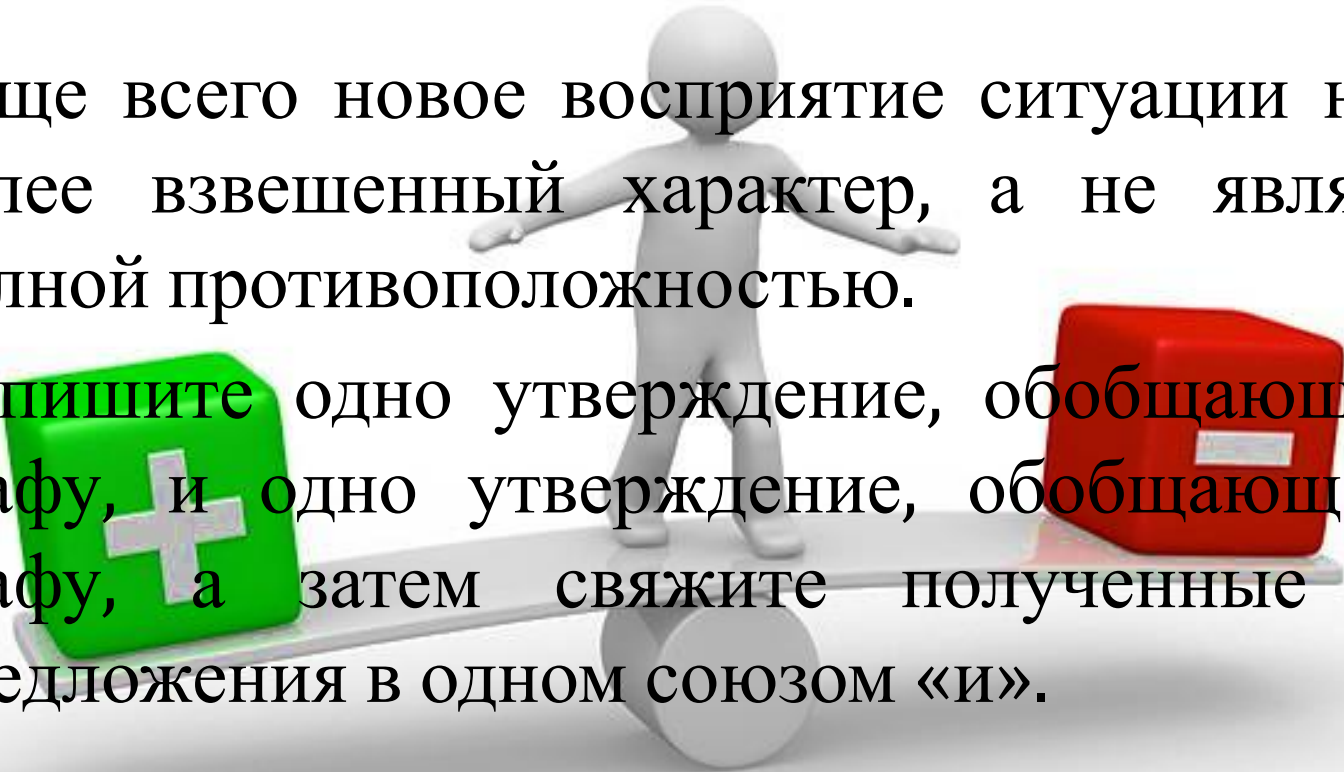 ще всего новое восприятие ситуации н
лее взвешенный характер, а не явля
лной противоположностью.
пишите одно утверждение, обобщающ
афу, и одно утверждение, обобщающ
афу, а затем свяжите полученные
едложения в одном союзом «и».